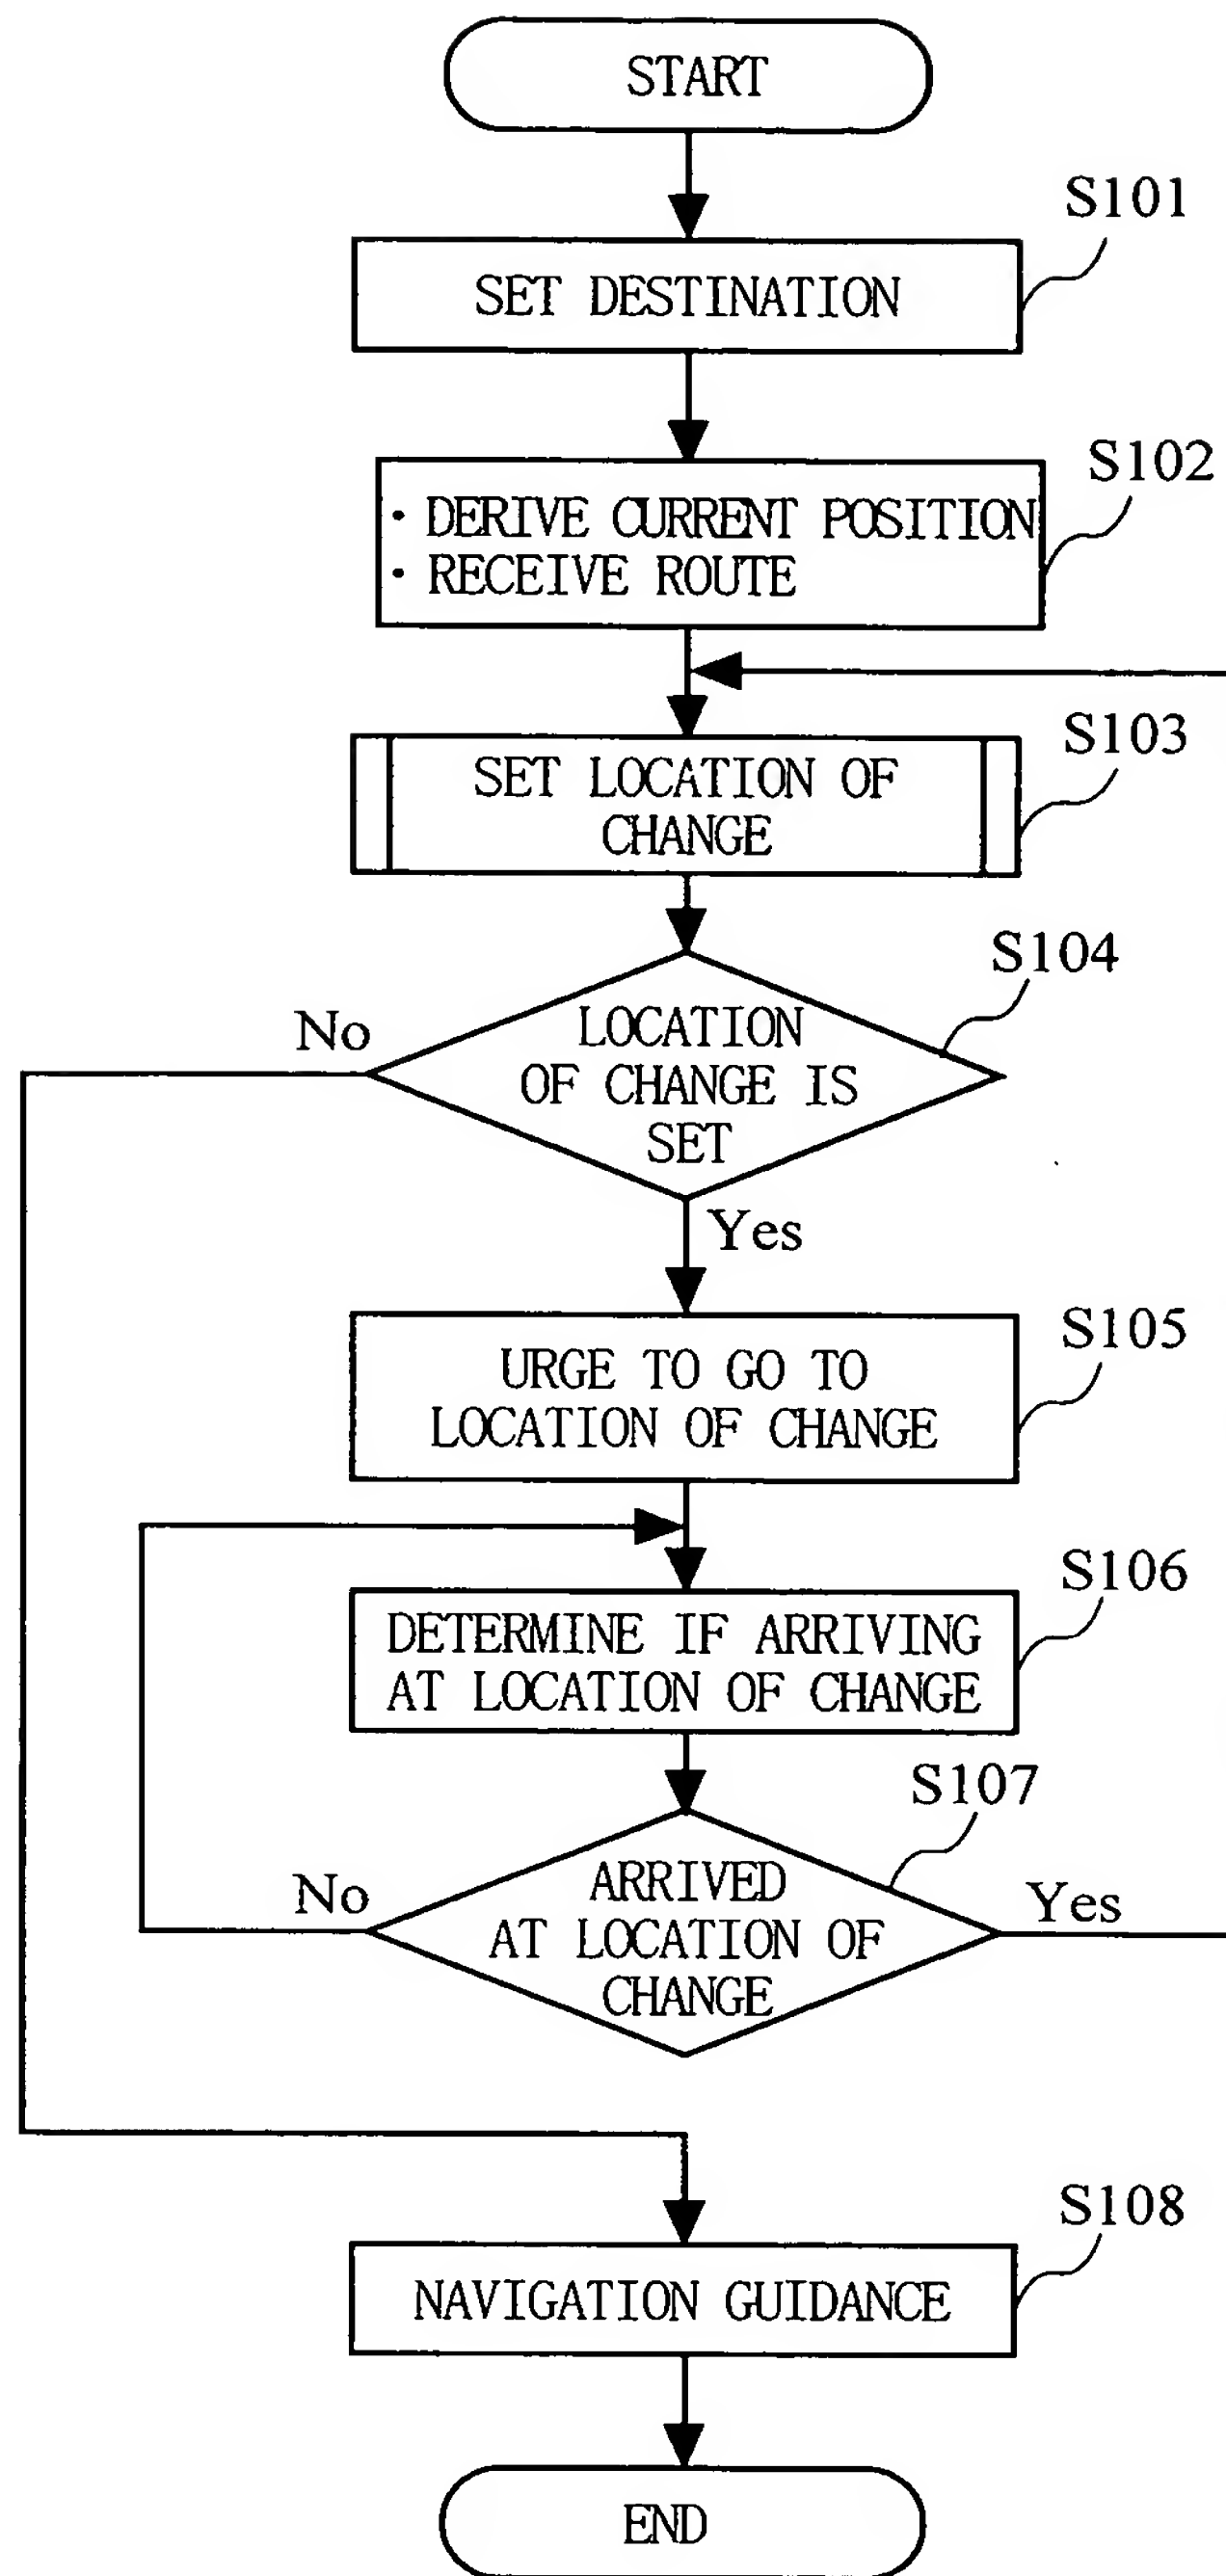 START
S101
SET DESTINATION
S102
・DERIVE CURRENT POSITION
・RECEIVE ROUTE
S103
SET LOCATION OF
CHANGE
S104
No
LOCATION
OF CHANGE IS
SET
Yes
S105
URGE TO GO TO
LOCATION OF CHANGE
S106
DETERMINE IF ARRIVING
AT LOCATION OF CHANGE
S107
No
ARRIVED
AT LOCATION OF
CHANGE
Yes
S108
NAVIGATION GUIDANCE
END